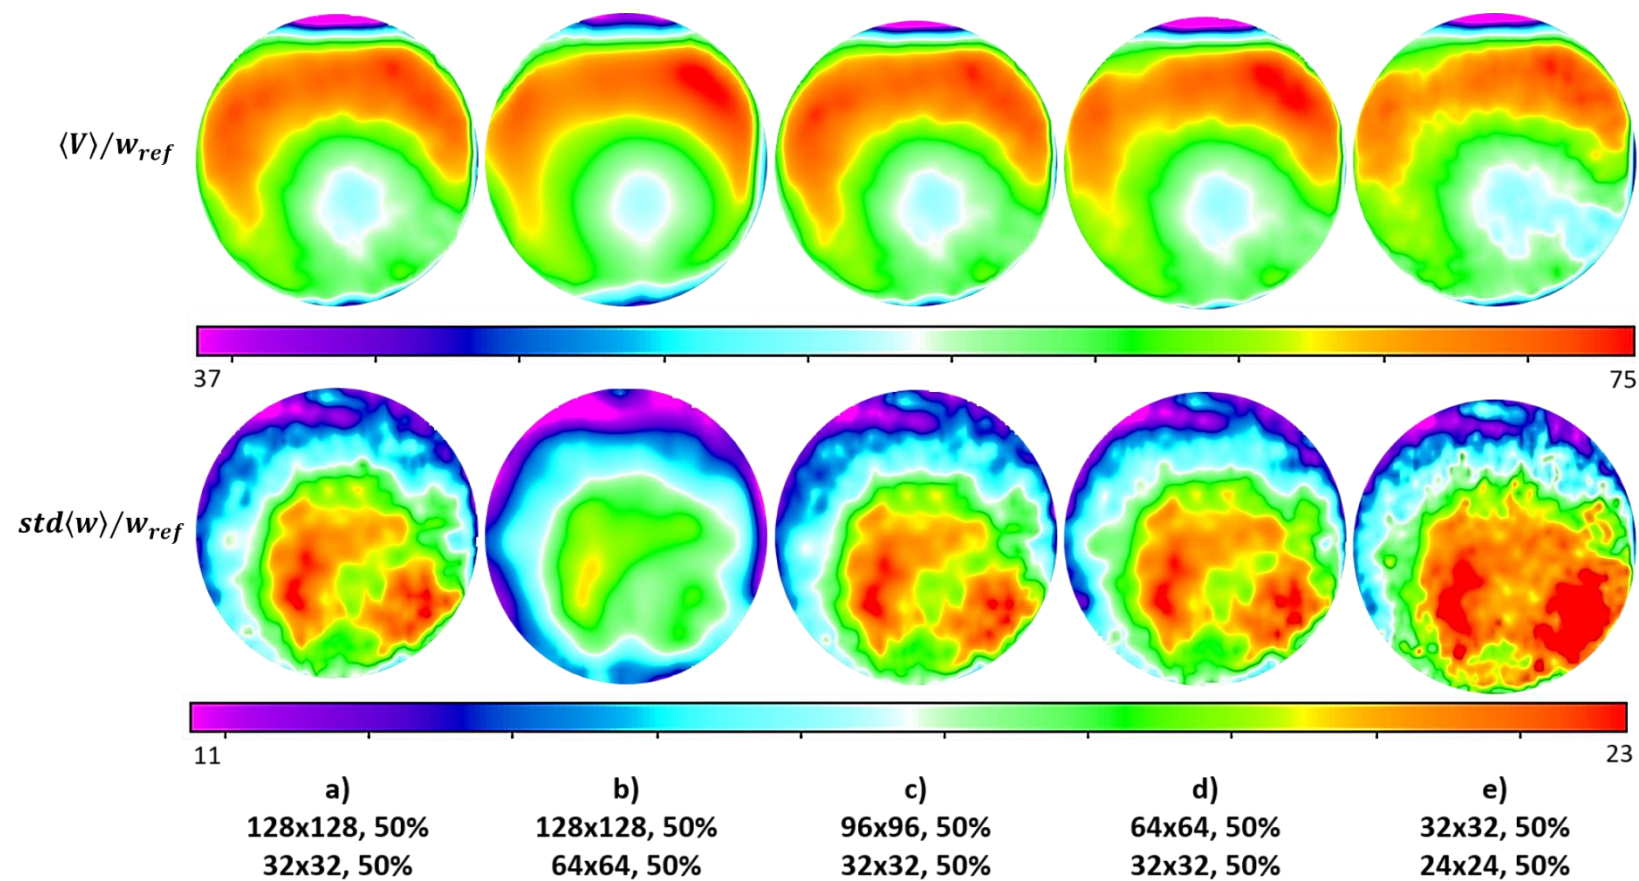 ⟨V⟩/w_ref
37 75
std⟨w⟩/w_ref
11 23
a) b) c) d) e)
128x128, 50% 128x128, 50% 96x96, 50% 64x64, 50% 32x32, 50%
32x32, 50% 64x64, 50% 32x32, 50% 32x32, 50% 24x24, 50%